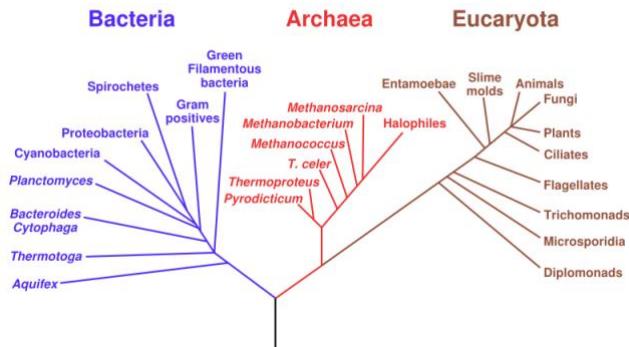 Bacteria
Archaea
Eucaryota
Green
Filamentous
bacteria
Spirochetes
Gram
positives
Proteobacteria
Cyanobacteria
Planctomyces
Bacteroides
Cytophaga
Thermotoga
Aquifex
Methanosarcina
Methanobacterium
Halophiles
Methanococcus
T. celer
Thermoproteus
Pyrodicticum
Entamoebae
Slime
molds
Animals
Fungi
Plants
Ciliates
Flagellates
Trichomonads
Microsporidia
Diplomonads